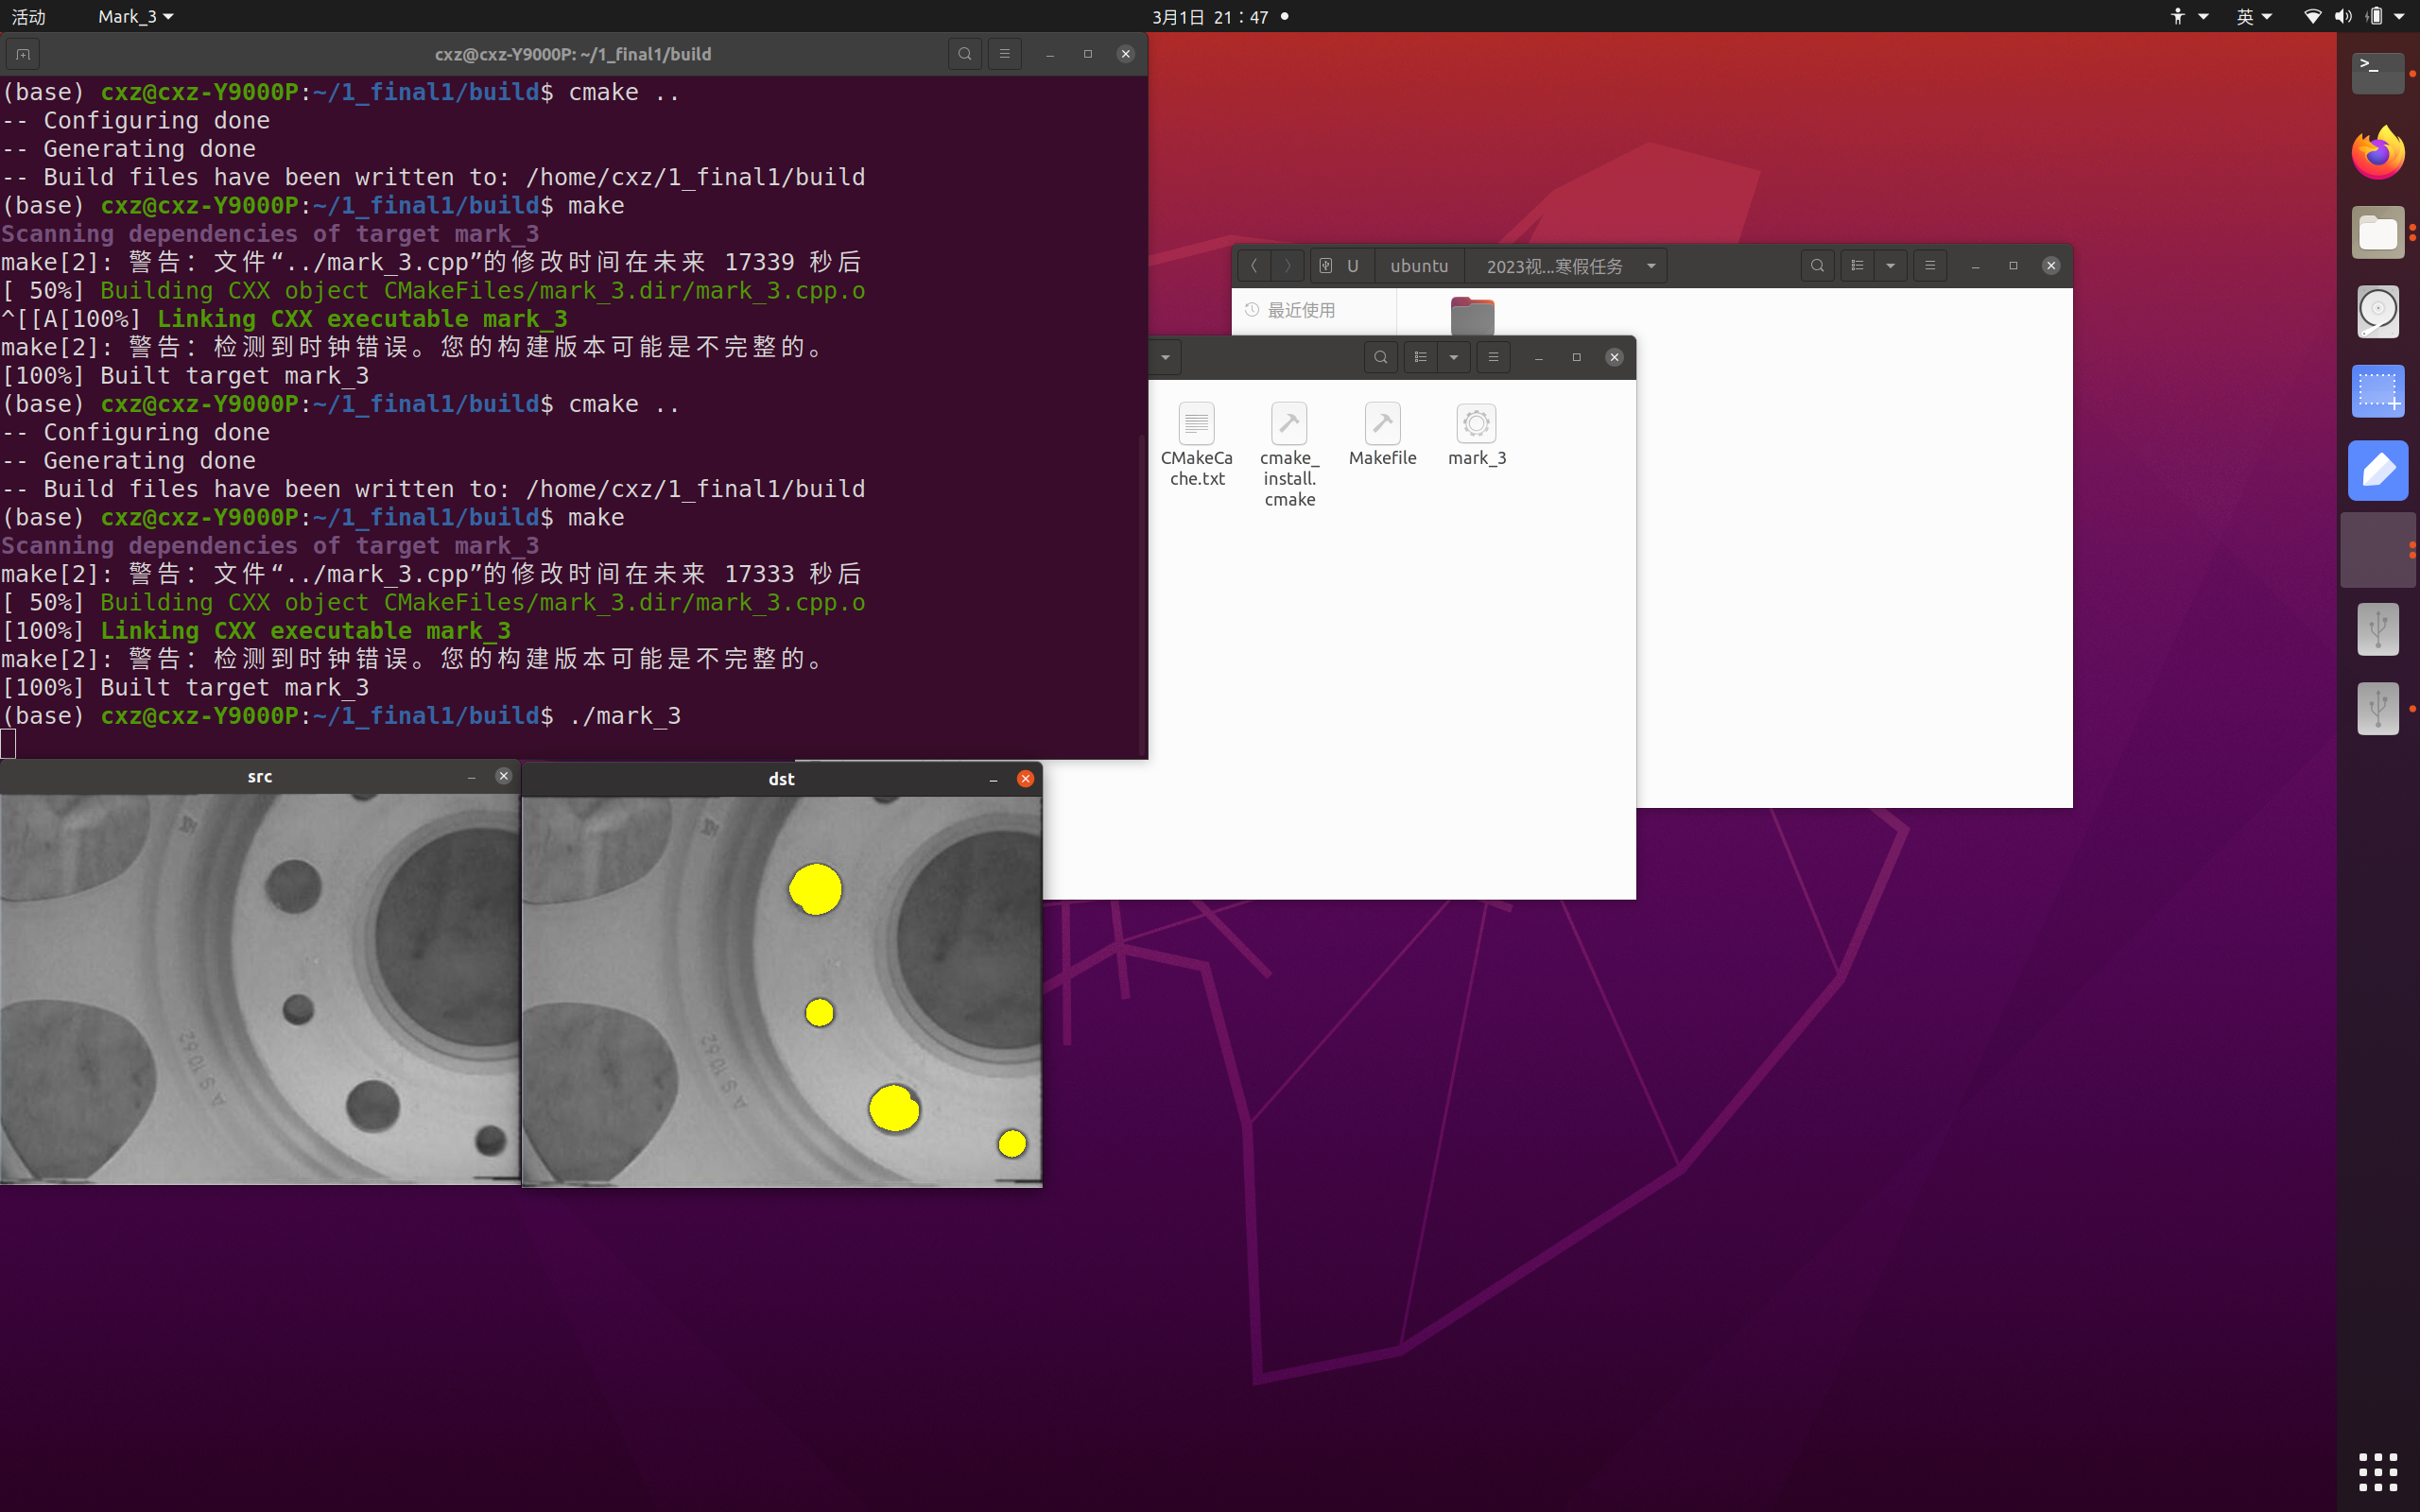 活动
Mark_3
3月1日 21：47
英
cxz@cxz-Y9000P: ~/1_final1/build
(base) cxz@cxz-Y9000P:~/1_final1/build$ cmake ..
-- Configuring done
-- Generating done
-- Build files have been written to: /home/cxz/1_final1/build
(base) cxz@cxz-Y9000P:~/1_final1/build$ make
Scanning dependencies of target mark_3
make[2]: 警告：文件“../mark_3.cpp”的修改时间在未来 17339 秒后
[ 50%] Building CXX object CMakeFiles/mark_3.dir/mark_3.cpp.o
^[[A[100%] Linking CXX executable mark_3
make[2]: 警告：检测到时钟错误。您的构建版本可能是不完整的。
[100%] Built target mark_3
(base) cxz@cxz-Y9000P:~/1_final1/build$ cmake ..
-- Configuring done
-- Generating done
-- Build files have been written to: /home/cxz/1_final1/build
(base) cxz@cxz-Y9000P:~/1_final1/build$ make
Scanning dependencies of target mark_3
make[2]: 警告：文件“../mark_3.cpp”的修改时间在未来 17333 秒后
[ 50%] Building CXX object CMakeFiles/mark_3.dir/mark_3.cpp.o
[100%] Linking CXX executable mark_3
make[2]: 警告：检测到时钟错误。您的构建版本可能是不完整的。
[100%] Built target mark_3
(base) cxz@cxz-Y9000P:~/1_final1/build$ ./mark_3
U
ubuntu
2023视...寒假任务
最近使用
CMakeCa
che.txt
cmake_
install.
cmake
Makefile
mark_3
src
dst
A S 10 62
A S 10 62